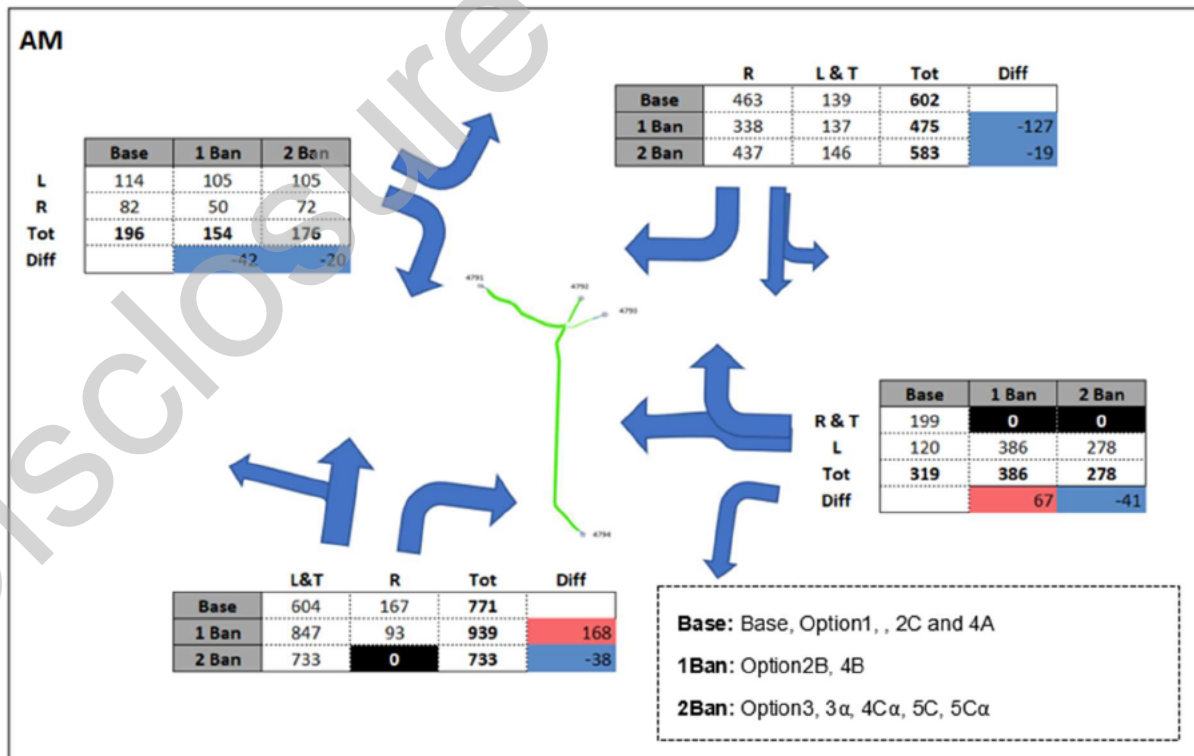 AM
R L & T Tot Diff
Base 463 139 602
1 Ban 338 137 475 -127
2 Ban 437 146 583 -19
Base 1 Ban 2 Ban
L 114 105 105
R 82 50 72
Tot 196 154 176
Diff -42 -20
4791
4792
4793
4794
Base 1 Ban 2 Ban
R & T 199 0 0
L 120 386 278
Tot 319 386 278
Diff 67 -41
L&T R Tot Diff
Base 604 167 771
1 Ban 847 93 939 168
2 Ban 733 0 733 -38
Base: Base, Option1, , 2C and 4A
1Ban: Option2B, 4B
2Ban: Option3, 3α, 4Cα, 5C, 5Cα
isclosure